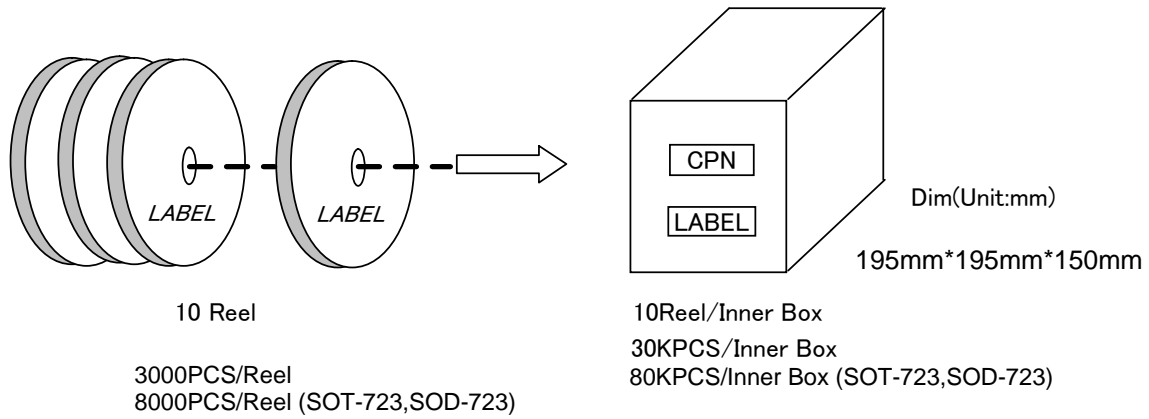 LABEL
LABEL
10 Reel
3000PCS/Reel
8000PCS/Reel (SOT-723,SOD-723)
CPN
LABEL
Dim(Unit:mm)
195mm*195mm*150mm
10Reel/Inner Box
30KPCS/Inner Box
80KPCS/Inner Box (SOT-723,SOD-723)